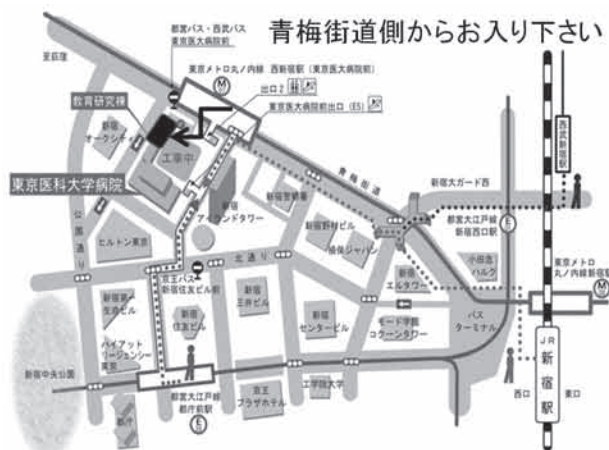 青梅街道側からお入り下さい
都営バス・西武バス
東京医大病院前
至荻窪
東京メトロ丸ノ内線 西新宿駅（東京医大病院前）
出口2
東京医大病院前出口（E5）
教育研究棟
新宿
オークシティ
工事中
東京医科大学病院
青梅街道
西武新宿駅
新宿大ガード西
新宿
アイランドタワー
新宿警察署
新宿野村ビル
損保ジャパン
都営大江戸線
新宿西口駅
公園通り
ヒルトン東京
北通り
新宿
エルタワー
小田急
ハルク
東京メトロ
丸ノ内線新宿駅
京王バス
新宿住友ビル前
新宿第一
生命ビル
新宿
住友ビル
新宿
三井ビル
新宿
センタービル
モード学園
コクーンタワー
バス
ターミナル
ハイアット
リージェンシー
東京
新宿中央公園
JR
新宿駅
西口
東口
都庁
都営大江戸線
都庁前駅
京王
プラザホテル
工学院大学
M
M
E
E